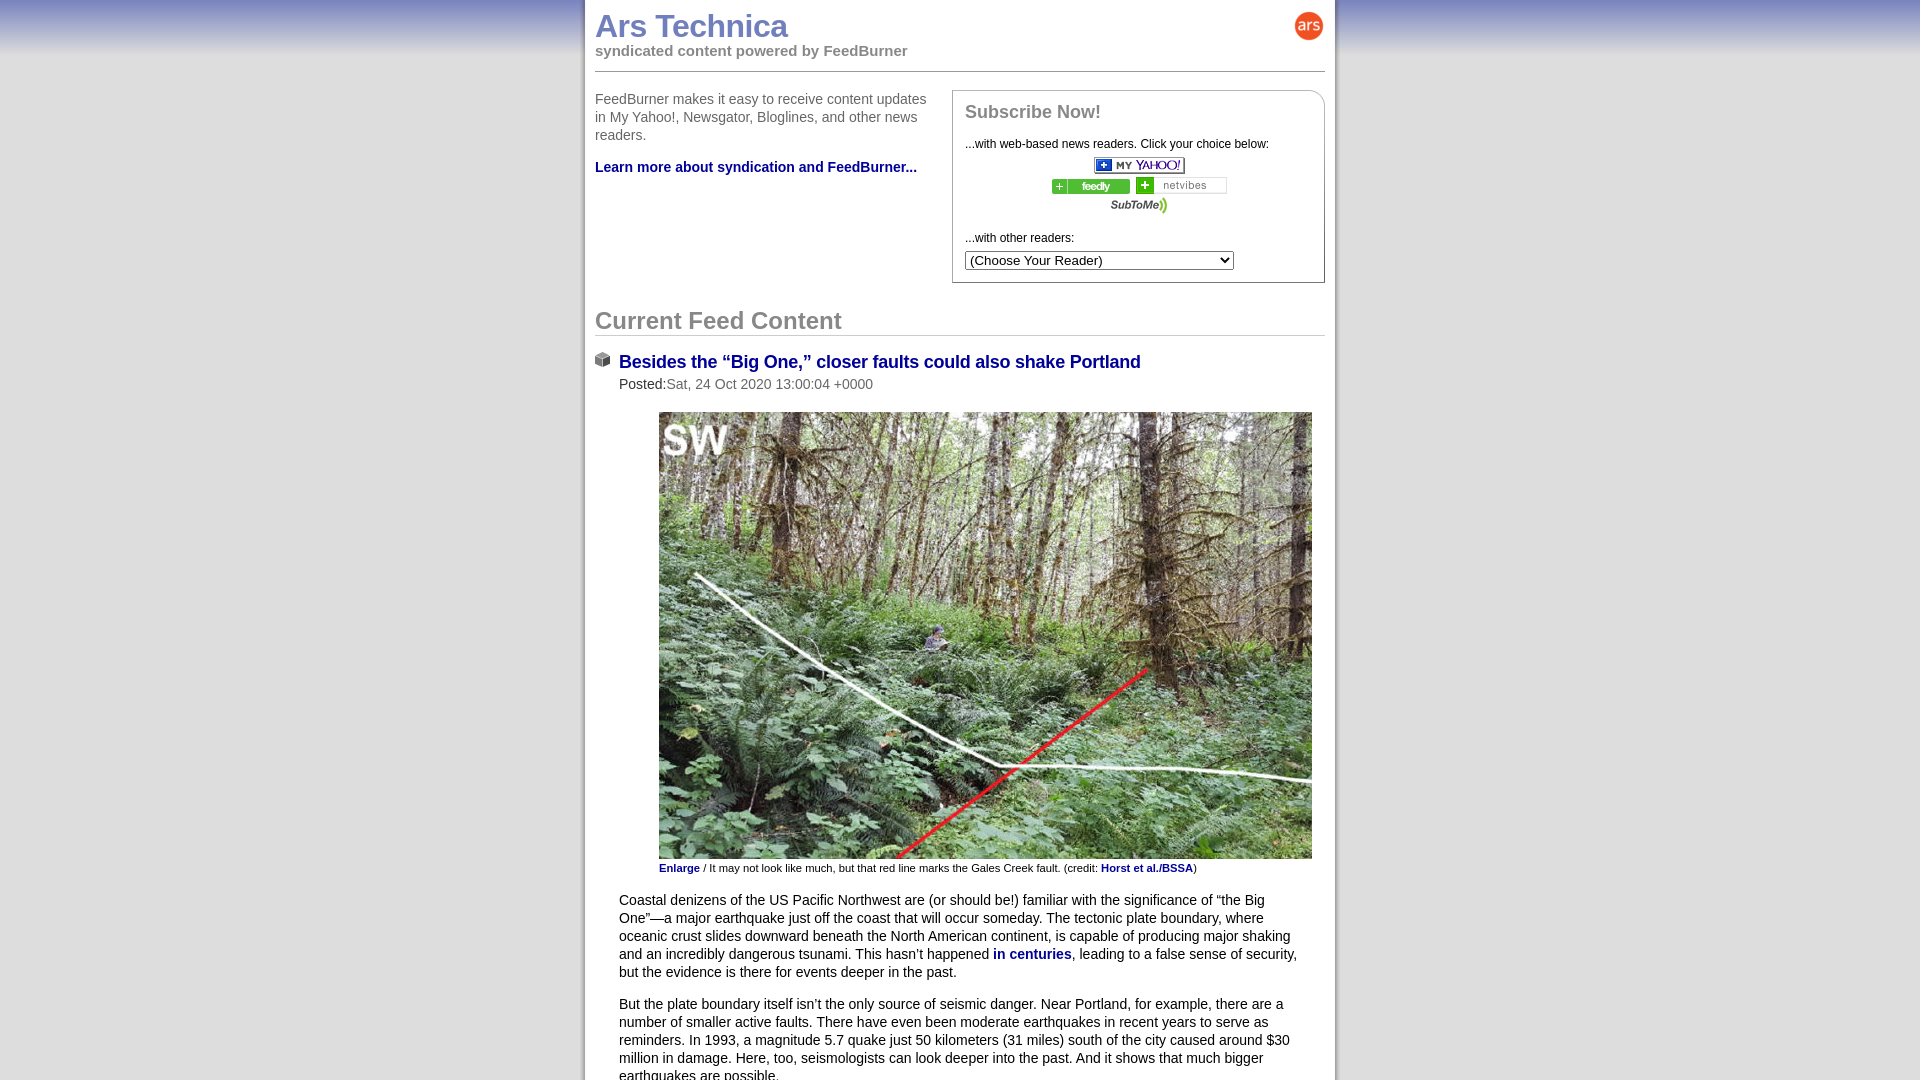 Ars Technica
ars
syndicated content powered by FeedBurner
FeedBurner makes it easy to receive content updates
in My Yahoo!, Newsgator, Bloglines, and other news
readers.
Learn more about syndication and FeedBurner...
Subscribe Now!
...with web-based news readers. Click your choice below:
MY YAHOO!
feedly
netvibes
SubToMe
...with other readers:
(Choose Your Reader)
Current Feed Content
Besides the “Big One,” closer faults could also shake Portland
Posted:Sat, 24 Oct 2020 13:00:04 +0000
SW
Enlarge / It may not look like much, but that red line marks the Gales Creek fault. (credit: Horst et al./BSSA)
Coastal denizens of the US Pacific Northwest are (or should be!) familiar with the significance of “the Big
One”—a major earthquake just off the coast that will occur someday. The tectonic plate boundary, where
oceanic crust slides downward beneath the North American continent, is capable of producing major shaking
and an incredibly dangerous tsunami. This hasn’t happened in centuries, leading to a false sense of security,
but the evidence is there for events deeper in the past.
But the plate boundary itself isn’t the only source of seismic danger. Near Portland, for example, there are a
number of smaller active faults. There have even been moderate earthquakes in recent years to serve as
reminders. In 1993, a magnitude 5.7 quake just 50 kilometers (31 miles) south of the city caused around $30
million in damage. Here, too, seismologists can look deeper into the past. And it shows that much bigger
earthquakes are possible.